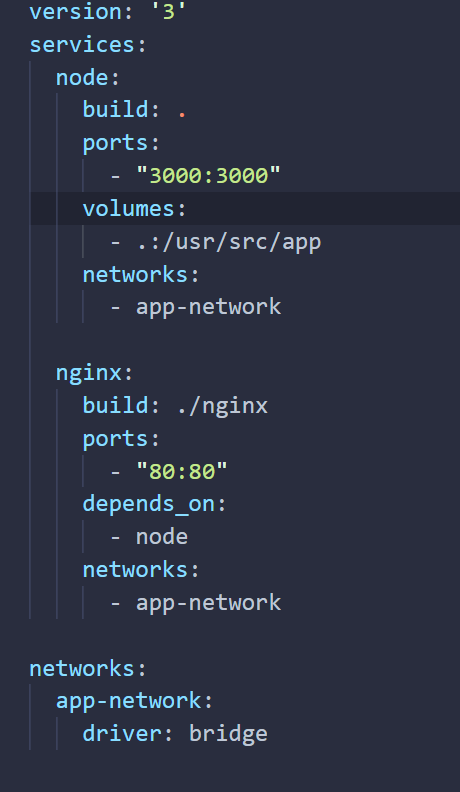 version: '3'
services:
  node:
    build: .
    ports:
      - "3000:3000"
    volumes:
      - .:/usr/src/app
    networks:
      - app-network

  nginx:
    build: ./nginx
    ports:
      - "80:80"
    depends_on:
      - node
    networks:
      - app-network

networks:
  app-network:
    driver: bridge